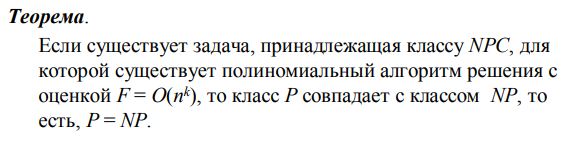 Теорема.
Если существует задача, принадлежащая классу NPC, для
которой существует полиномиальный алгоритм решения с
оценкой F = O(nᵏ), то класс P совпадает с классом NP, то
есть, P = NP.